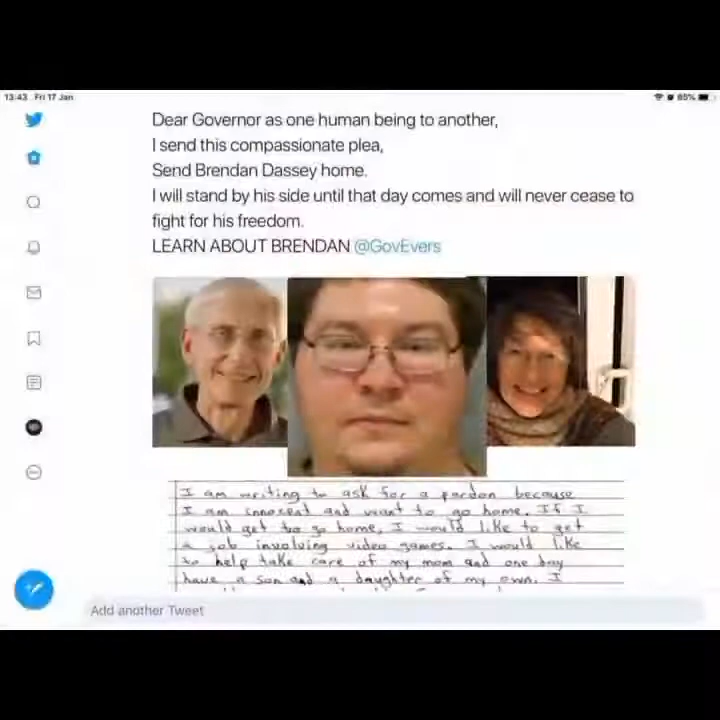 13:43 Fri 17 Jan
85%
Dear Governor as one human being to another,
I send this compassionate plea,
Send Brendan Dassey home.
I will stand by his side until that day comes and will never cease to
fight for his freedom.
LEARN ABOUT BRENDAN @GovEvers
I am writing to ask for a pardon because
I am innocent and want to go home. If I
would get to go home, I would like to get
a job involving video games. I would like
to help take care of my mom and one day
have a son and a daughter of my own. I
Add another Tweet